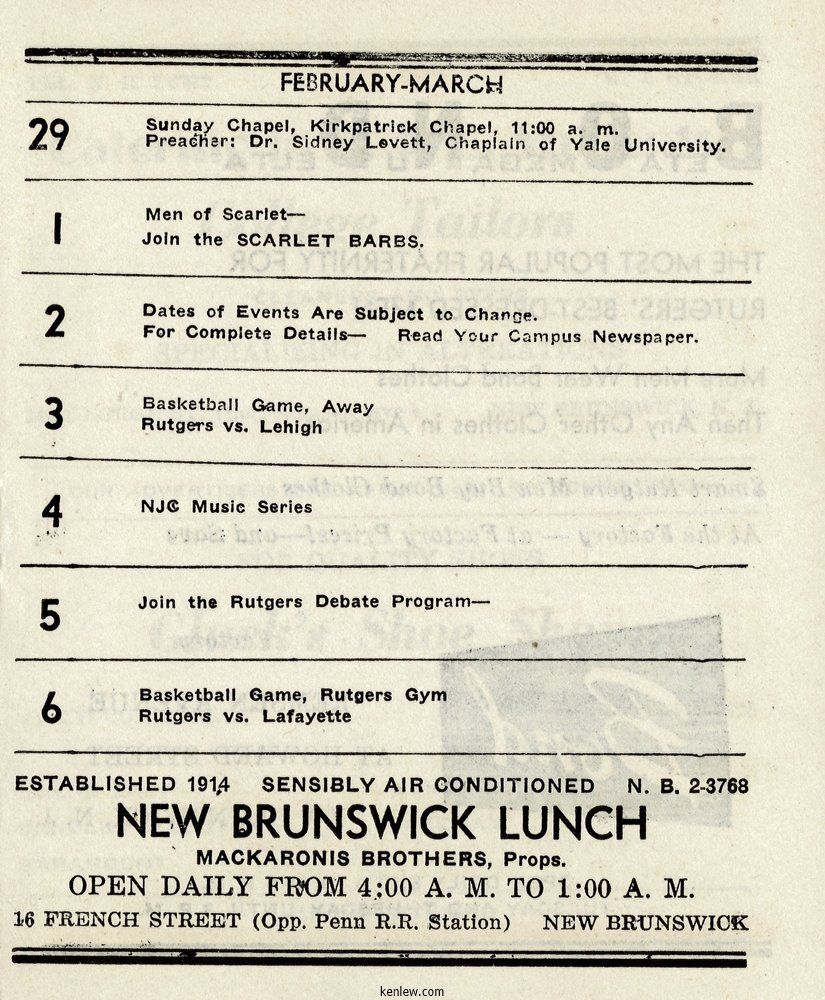 FEBRUARY-MARCH
29
Sunday Chapel, Kirkpatrick Chapel, 11:00 a. m.
Preacher: Dr. Sidney Lovett, Chaplain of Yale University.
1
Men of Scarlet—
Join the SCARLET BARBS.
2
Dates of Events Are Subject to Change.
For Complete Details— Read Your Campus Newspaper.
3
Basketball Game, Away
Rutgers vs. Lehigh
4
NJC Music Series
5
Join the Rutgers Debate Program—
6
Basketball Game, Rutgers Gym
Rutgers vs. Lafayette
ESTABLISHED 1914 SENSIBLY AIR CONDITIONED N. B. 2-3768
NEW BRUNSWICK LUNCH
MACKARONIS BROTHERS, Props.
OPEN DAILY FROM 4:00 A. M. TO 1:00 A. M.
16 FRENCH STREET (Opp. Penn R.R. Station) NEW BRUNSWICK
kenlew.com